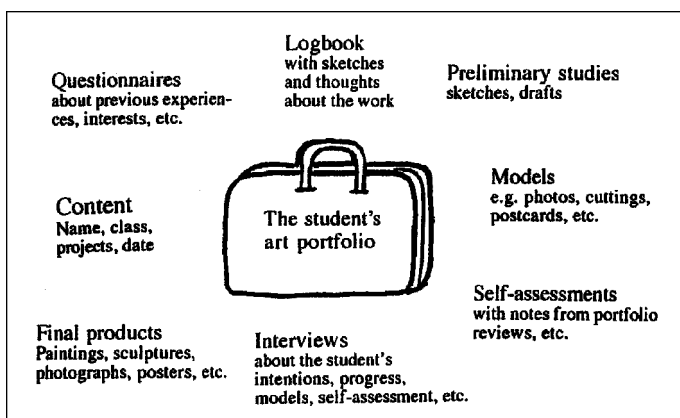 Logbook
with sketches
and thoughts
about the work
Questionnaires
about previous experien-
ces, interests, etc.
Preliminary studies
sketches, drafts
Models
e.g. photos, cuttings,
postcards, etc.
Content
Name, class,
projects, date
The student's
art portfolio
Self-assessments
with notes from portfolio
reviews, etc.
Final products
Paintings, sculptures,
photographs, posters, etc.
Interviews
about the student's
intentions, progress,
models, self-assessment, etc.